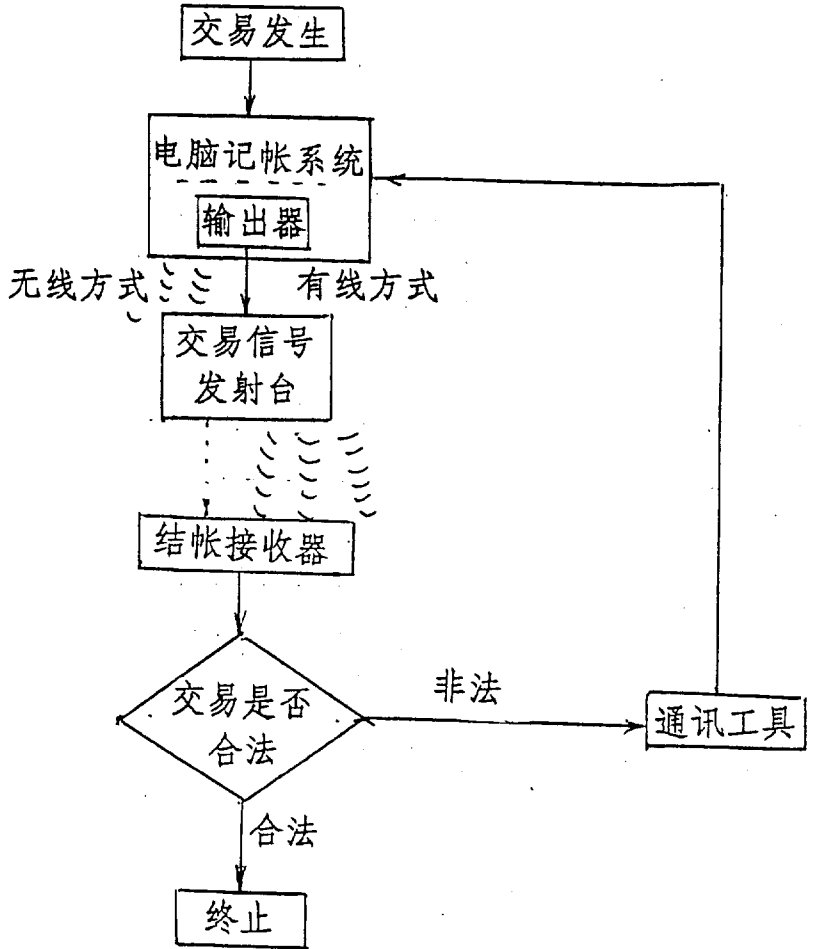 交易发生
电脑记帐系统
输出器
无线方式
有线方式
交易信号
发射台
结帐接收器
交易是否
合法
非法
通讯工具
合法
终止